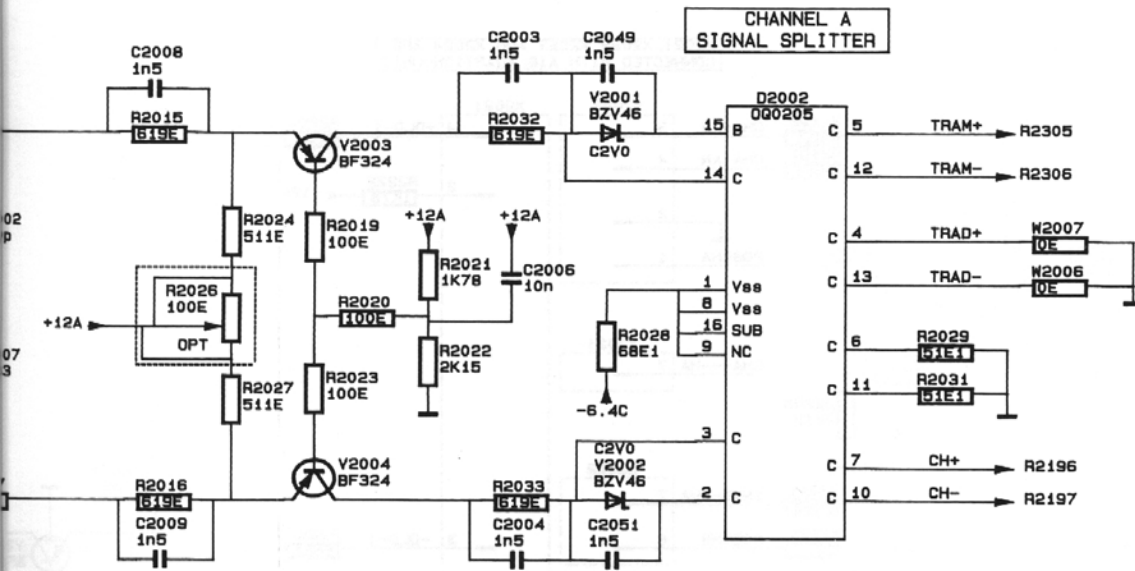 CHANNEL A
SIGNAL SPLITTER
C2008
1n5
R2015
619E
C2003
1n5
C2049
1n5
R2032
619E
V2001
BZV46
C2V0
V2003
BF324
D2002
OQ0205
15 B
14 C
C 5 TRAM+ R2305
C 12 TRAM- R2306
C 4 TRAD+
W2007
0E
C 13 TRAD-
W2006
0E
R2024
511E
R2019
100E
+12A
+12A
R2021
1K78
C2006
10n
R2026
100E
+12A
OPT
R2020
100E
1 Vss
8 Vss
16 SUB
9 NC
R2028
68E1
-6.4C
R2022
2K15
R2027
511E
R2023
100E
C 6
R2029
51E1
C 11
R2031
51E1
3 C
V2004
BF324
C2V0
V2002
BZV46
C 7 CH+ R2196
2 C
C 10 CH- R2197
R2016
619E
C2009
1n5
R2033
619E
C2004
1n5
C2051
1n5
02
p
07
3